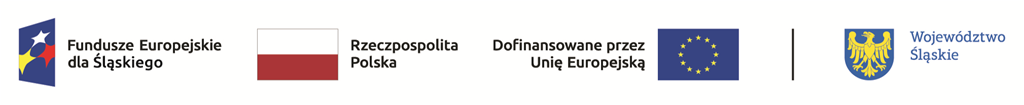 Fundusze Europejskie
dla Śląskiego
Rzeczpospolita
Polska
Dofinansowane przez
Unię Europejską
Województwo
Śląskie